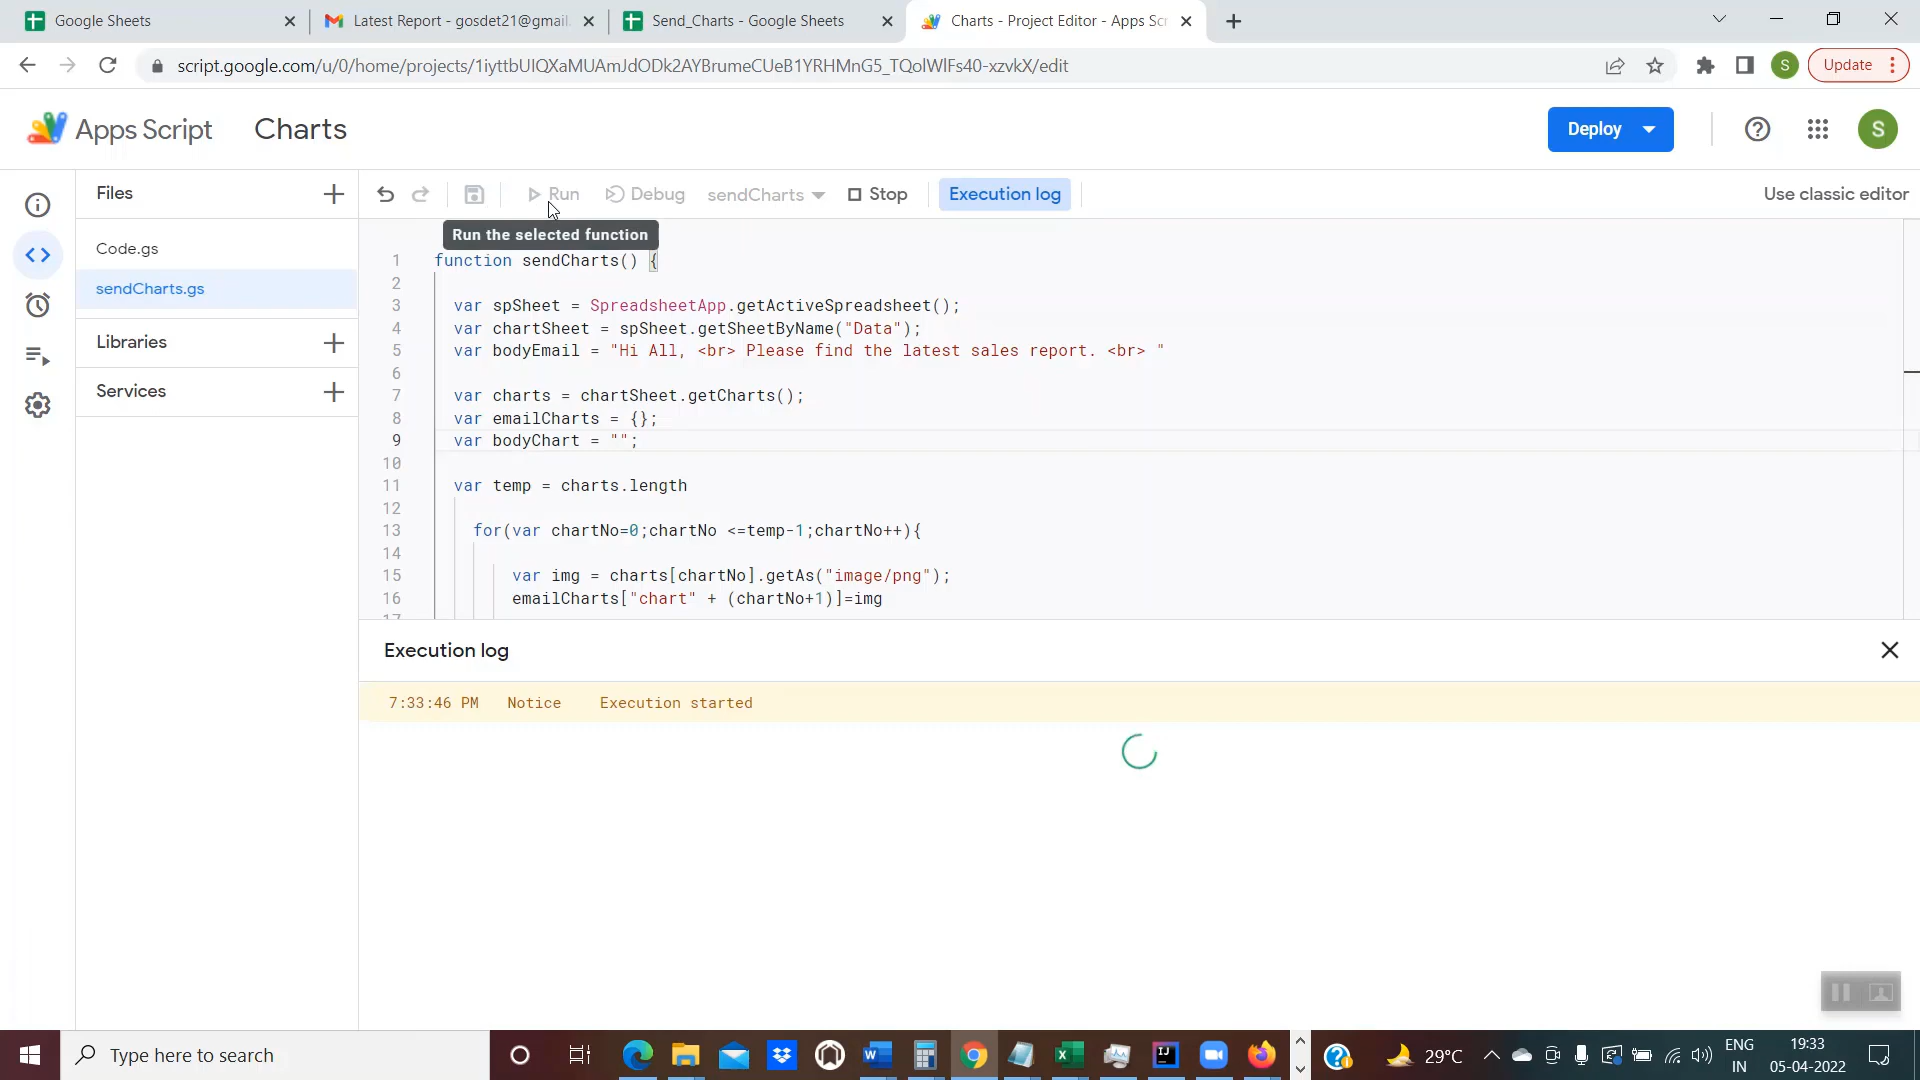 Google Sheets
Latest Report - gosdet21@gmail.
Send_Charts - Google Sheets
Charts - Project Editor - Apps Scr
script.google.com/u/0/home/projects/1iyttbUIQXaMUAmJdODk2AYBrumeCUeB1YRHMnG5_TQolWlFs40-xzvkX/edit
S
Update
Apps Script
Charts
Deploy
S
Files
Run
Debug
sendCharts
Stop
Execution log
Use classic editor
Run the selected function
Code.gs
sendCharts.gs
Libraries
Services
1 function sendCharts() {
2
3 var spSheet = SpreadsheetApp.getActiveSpreadsheet();
4 var chartSheet = spSheet.getSheetByName("Data");
5 var bodyEmail = "Hi All, <br> Please find the latest sales report. <br> "
6
7 var charts = chartSheet.getCharts();
8 var emailCharts = {};
9 var bodyChart = "";
10
11 var temp = charts.length
12
13 for(var chartNo=0;chartNo <=temp-1;chartNo++){
14
15 var img = charts[chartNo].getAs("image/png");
16 emailCharts["chart" + (chartNo+1)]=img
17
Execution log
7:33:46 PM Notice Execution started
Type here to search
29°C
ENG
IN
19:33
05-04-2022